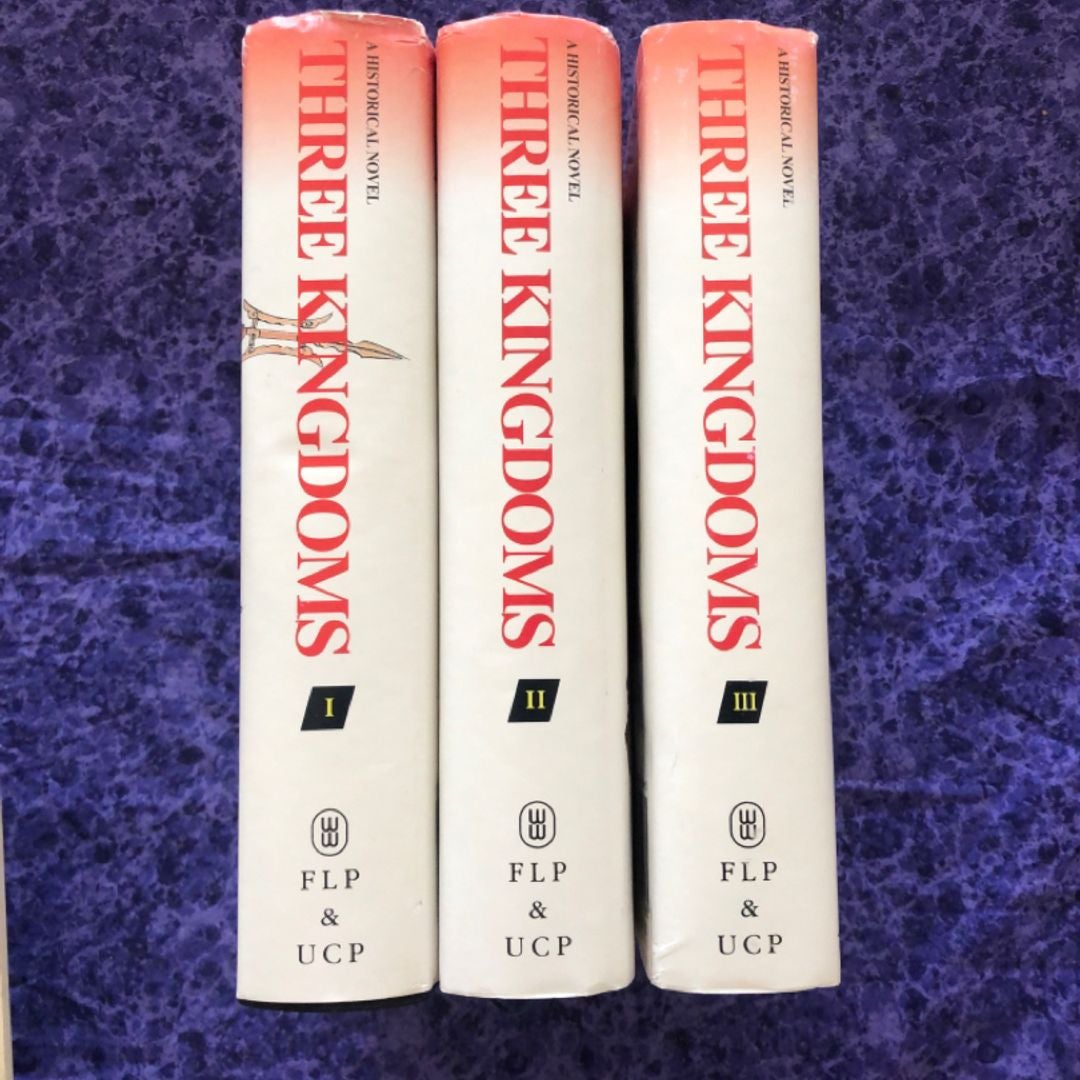 A HISTORICAL NOVEL
THREE KINGDOMS
I
FLP
&
UCP
A HISTORICAL NOVEL
THREE KINGDOMS
II
FLP
&
UCP
A HISTORICAL NOVEL
THREE KINGDOMS
III
FLP
&
UCP